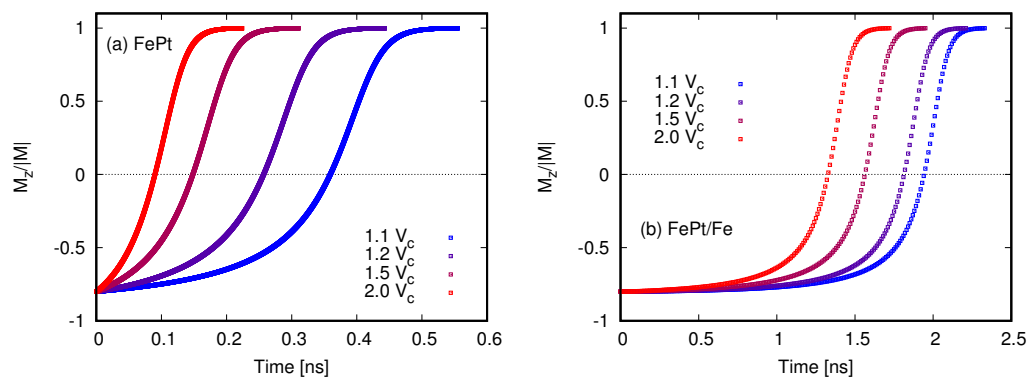 1
0.5
0
-0.5
-1
M_z/|M|
(a) FePt
1.1 V_c
1.2 V_c
1.5 V_c
2.0 V_c
0 0.1 0.2 0.3 0.4 0.5 0.6
Time [ns]
1
0.5
0
-0.5
-1
M_z/|M|
1.1 V_c
1.2 V_c
1.5 V_c
2.0 V_c
(b) FePt/Fe
0 0.5 1 1.5 2 2.5
Time [ns]